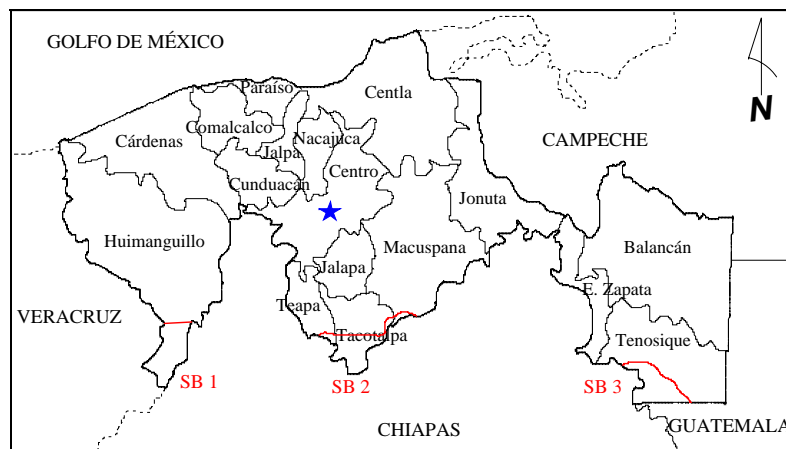 GOLFO DE MÉXICO
Paraíso
Centla
N
Comalcalco
Cárdenas
Nacajuca
CAMPECHE
Jalpa
Centro
Cunduacán
Jonuta
Huimanguillo
Macuspana
Balancán
Jalapa
E. Zapata
Teapa
VERACRUZ
Tacotalpa
Tenosique
SB 1
SB 2
SB 3
CHIAPAS
GUATEMALA